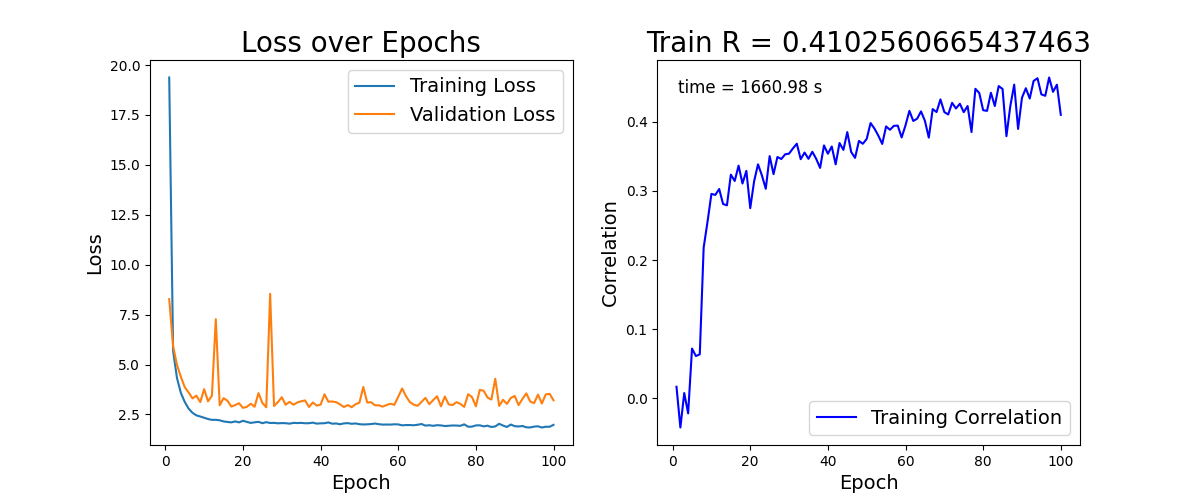 Loss over Epochs
Training Loss
Validation Loss
20.0
17.5
15.0
12.5
10.0
7.5
5.0
2.5
Loss
0 20 40 60 80 100
Epoch
Train R = 0.4102560665437463
time = 1660.98 s
0.4
0.3
0.2
0.1
0.0
Correlation
Training Correlation
0 20 40 60 80 100
Epoch